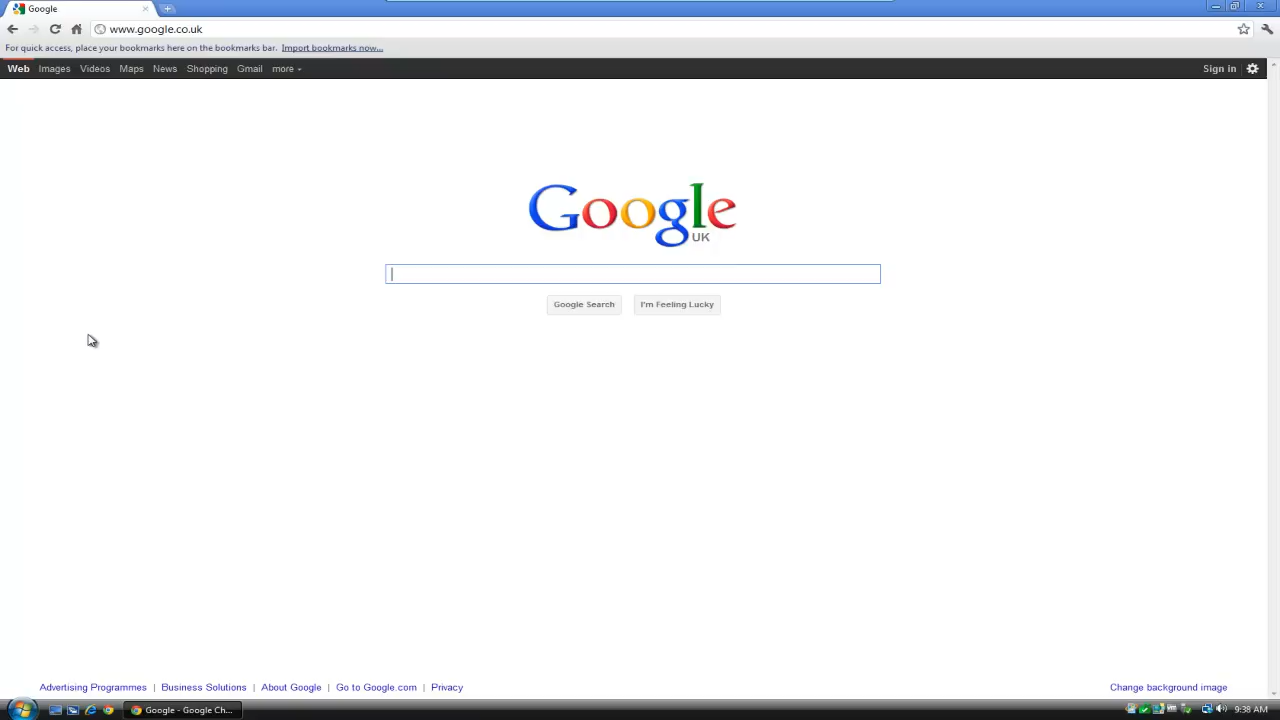 Google
www.google.co.uk
For quick access, place your bookmarks here on the bookmarks bar. Import bookmarks now...
Web Images Videos Maps News Shopping Gmail more Sign in
Google
UK
Google Search I'm Feeling Lucky
Advertising Programmes | Business Solutions | About Google | Go to Google.com | Privacy Change background image
Google - Google Ch... 9:38 AM